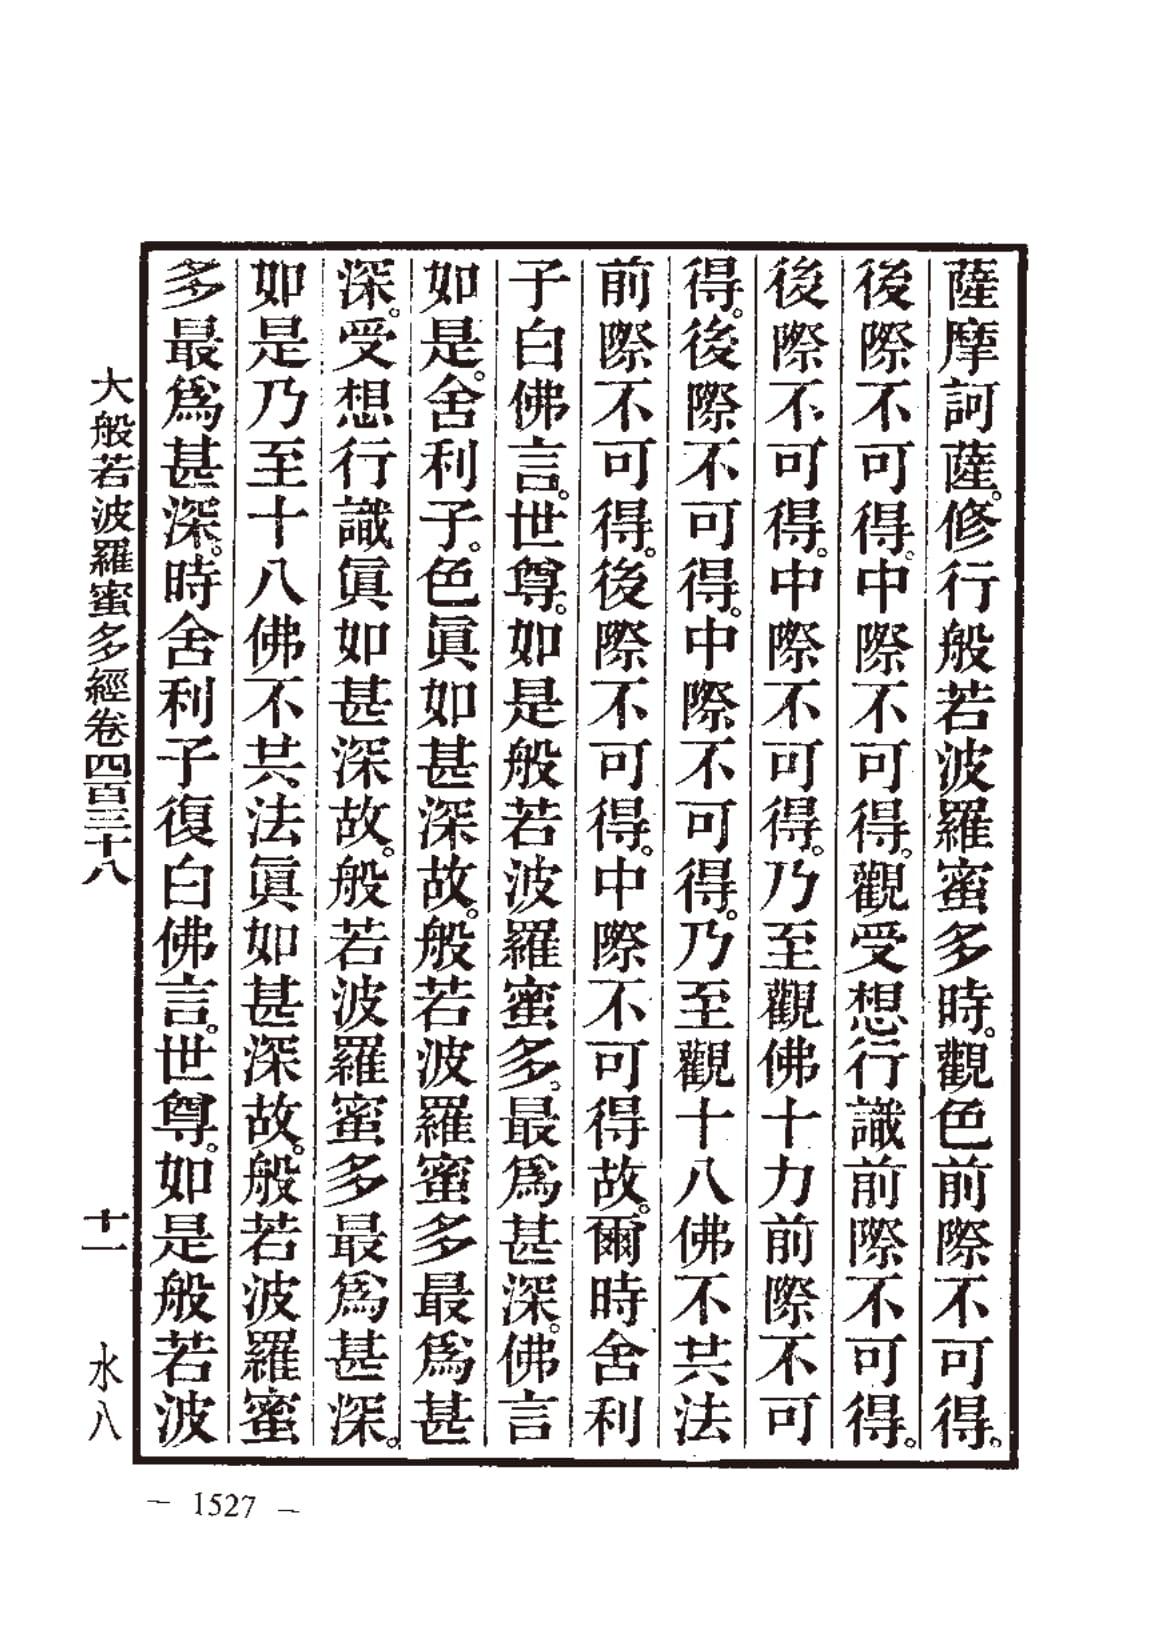 薩摩訶薩。修行般若波羅蜜多時。觀色前際不可得。
後際不可得。中際不可得。觀受想行識前際不可得。
後際不可得。中際不可得。乃至觀佛十力前際不可
得。後際不可得。中際不可得。乃至觀十八佛不共法
前際不可得。後際不可得。中際不可得故。爾時舍利
子白佛言。世尊。如是般若波羅蜜多。最爲甚深。佛言
如是。舍利子。色眞如甚深故。般若波羅蜜多最爲甚
深。受想行識眞如甚深故。般若波羅蜜多最爲甚深。
如是乃至十八佛不共法眞如甚深故。般若波羅蜜
多最爲甚深。時舍利子復白佛言。世尊。如是般若波
大般若波羅蜜多經卷四百三十八 十一 水八
— 1527 —